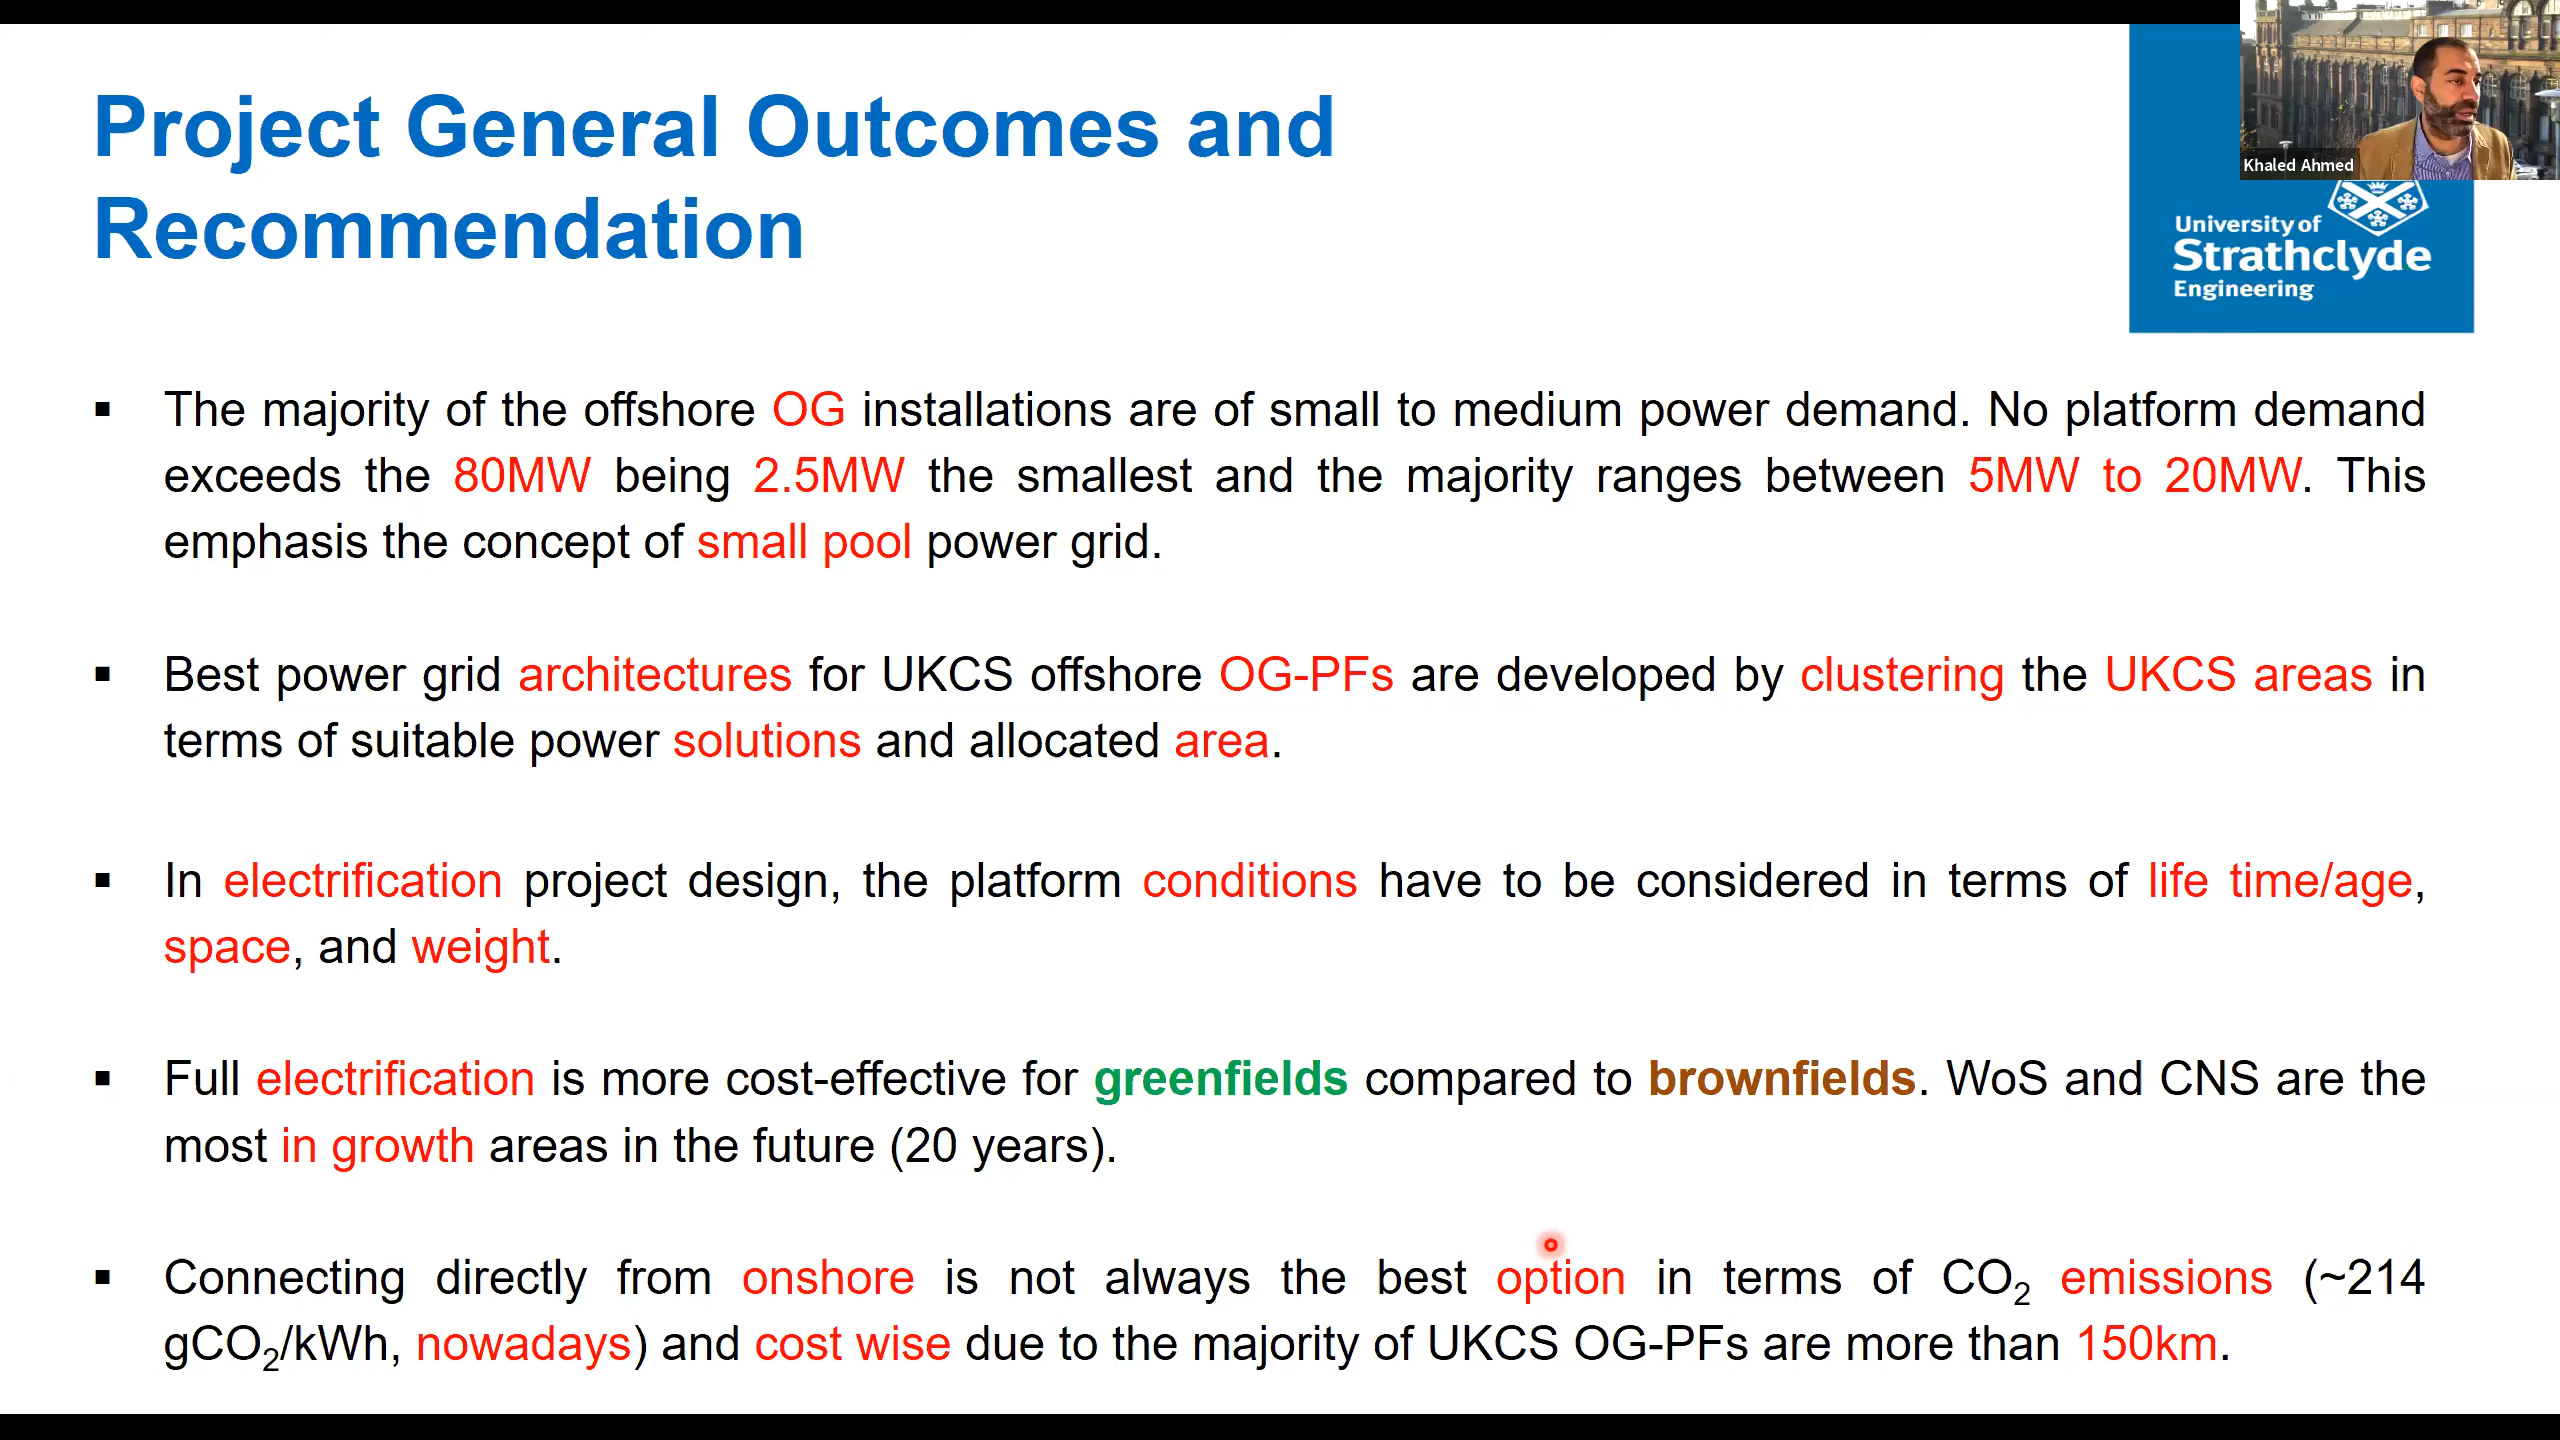 Project General Outcomes and
Recommendation
Khaled Ahmed
University of
Strathclyde
Engineering
▪ The majority of the offshore OG installations are of small to medium power demand. No platform demand
exceeds the 80MW being 2.5MW the smallest and the majority ranges between 5MW to 20MW. This
emphasis the concept of small pool power grid.
▪ Best power grid architectures for UKCS offshore OG-PFs are developed by clustering the UKCS areas in
terms of suitable power solutions and allocated area.
▪ In electrification project design, the platform conditions have to be considered in terms of life time/age,
space, and weight.
▪ Full electrification is more cost-effective for greenfields compared to brownfields. WoS and CNS are the
most in growth areas in the future (20 years).
▪ Connecting directly from onshore is not always the best option in terms of CO₂ emissions (~214
gCO₂/kWh, nowadays) and cost wise due to the majority of UKCS OG-PFs are more than 150km.